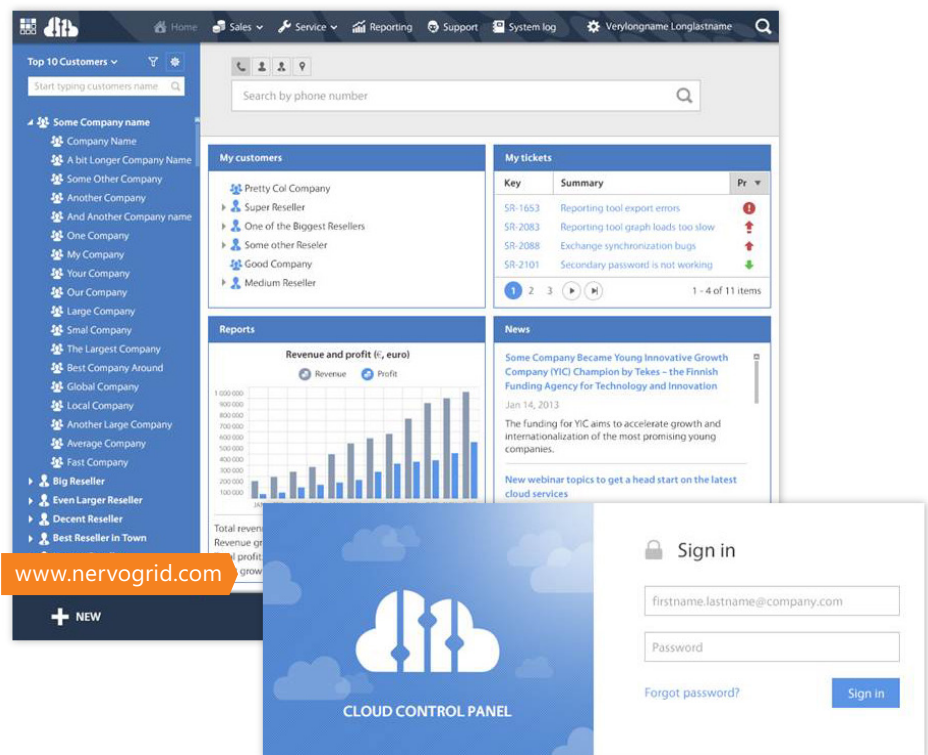 Home
Sales
Service
Reporting
Support
System log
Verylongname Longlastname
Top 10 Customers
Start typing customers name
Some Company name
Company Name
A bit Longer Company Name
Some Other Company
Another Company
And Another Company name
One Company
My Company
Your Company
Our Company
Large Company
Smal Company
The Largest Company
Best Company Around
Global Company
Local Company
Another Large Company
Average Company
Fast Company
Big Reseller
Even Larger Reseller
Decent Reseller
Best Reseller in Town
www.nervogrid.com
NEW
Search by phone number
My customers
Pretty Col Company
Super Reseller
One of the Biggest Resellers
Some other Reseler
Good Company
Medium Reseller
My tickets
Key Summary Pr
SR-1653 Reporting tool export errors
SR-2083 Reporting tool graph loads too slow
SR-2088 Exchange synchronization bugs
SR-2101 Secondary password is not working
1 2 3 1 - 4 of 11 items
Reports
Revenue and profit (€, euro)
Revenue Profit
1 000 000
900 000
800 000
700 000
600 000
500 000
400 000
300 000
200 000
100 000
Total reven
Revenue gr
profit
grow
News
Some Company Became Young Innovative Growth
Company (YIC) Champion by Tekes – the Finnish
Funding Agency for Technology and Innovation
Jan 14, 2013
The funding for YIC aims to accelerate growth and
internationalization of the most promising young
companies.
New webinar topics to get a head start on the latest
cloud services
CLOUD CONTROL PANEL
Sign in
firstname.lastname@company.com
Password
Forgot password?
Sign in